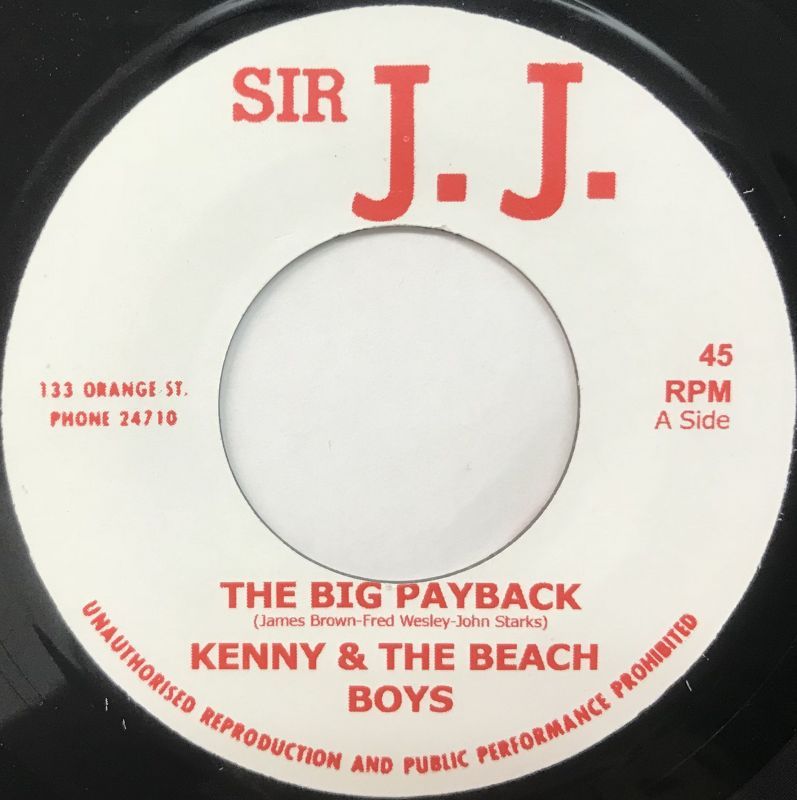 SIR J. J.
133 ORANGE ST.
PHONE 24710
45
RPM
A Side
THE BIG PAYBACK
(James Brown-Fred Wesley-John Starks)
KENNY & THE BEACH
BOYS
UNAUTHORISED REPRODUCTION AND PUBLIC PERFORMANCE PROHIBITED